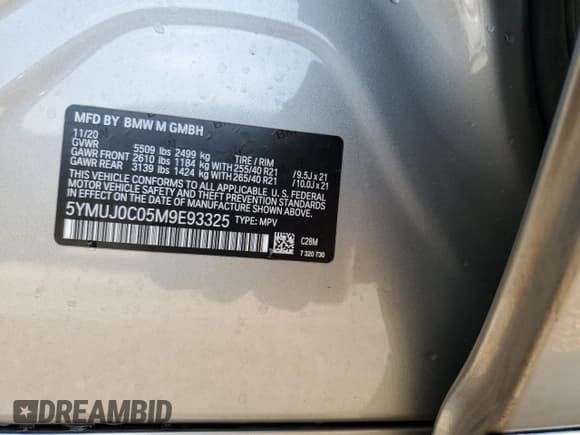 MFD BY BMW M GMBH
11/20
GVWR 5509 lbs 2499 kg TIRE / RIM
GAWR FRONT 2610 lbs 1184 kg WITH 255/40 R21 / 9.5J x 21
GAWR REAR 3139 lbs 1424 kg WITH 265/40 R21 / 10.0J x 21
THIS VEHICLE CONFORMS TO ALL APPLICABLE U.S. FEDERAL
MOTOR VEHICLE SAFETY, BUMPER, AND THEFT PREVENTION
STANDARDS IN EFFECT ON THE DATE OF MANUFACTURE
SHOWN ABOVE.
5YMUJ0C05M9E93325 TYPE: MPV
C28M
7 320 730
DREAMBID